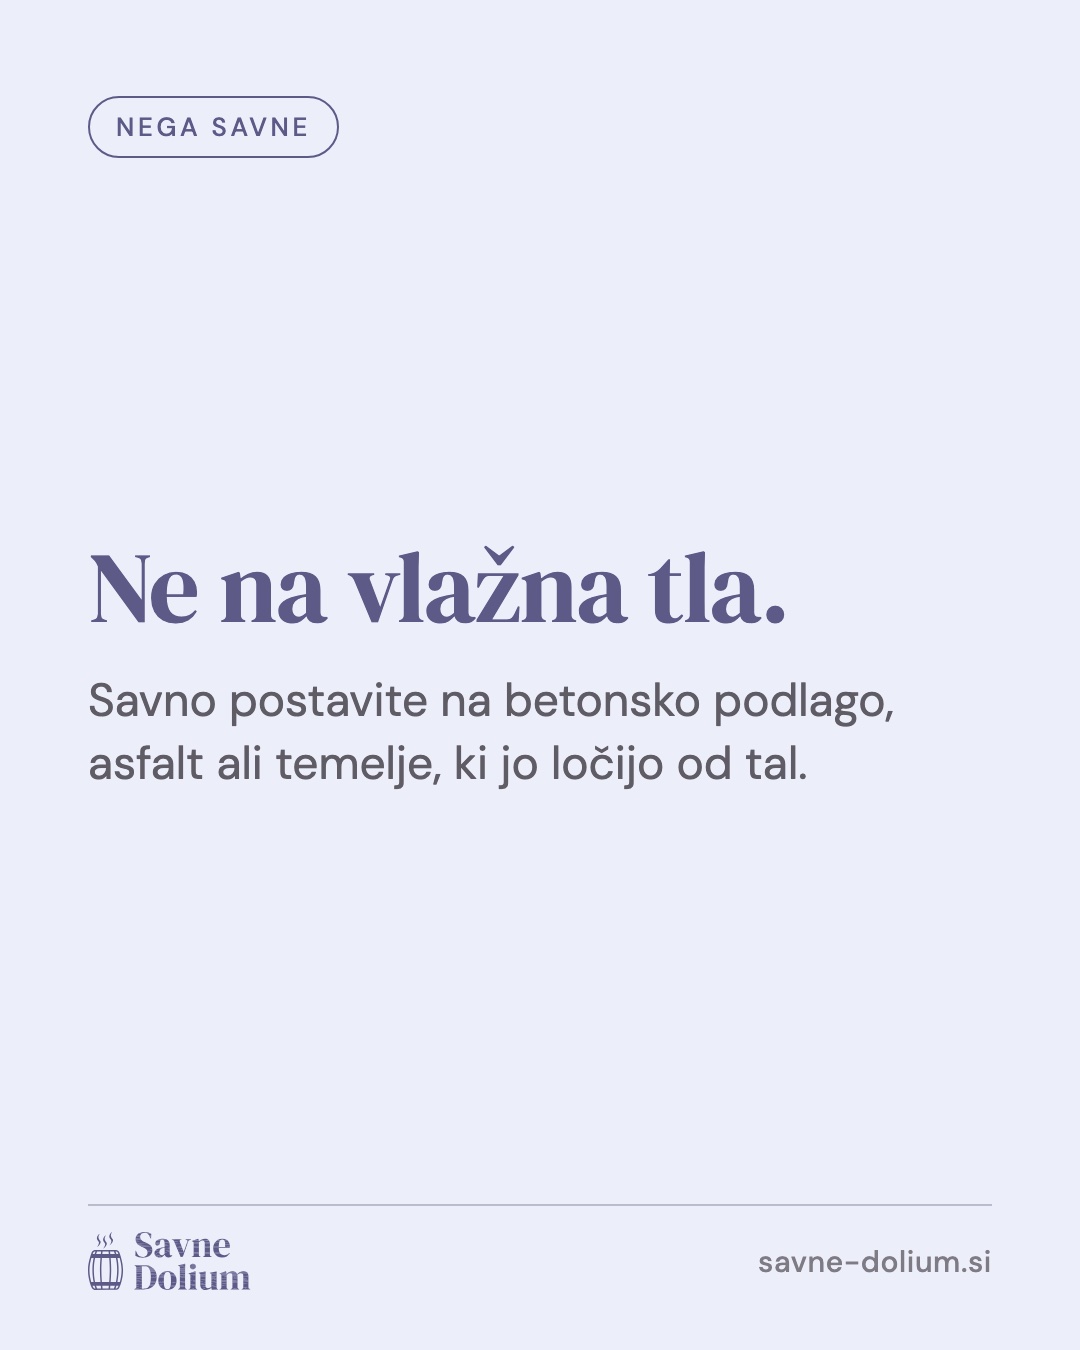 NEGA SAVNE
Ne na vlažna tla.
Savno postavite na betonsko podlago,
asfalt ali temelje, ki jo ločijo od tal.
Savne
Dolium
savne-dolium.si